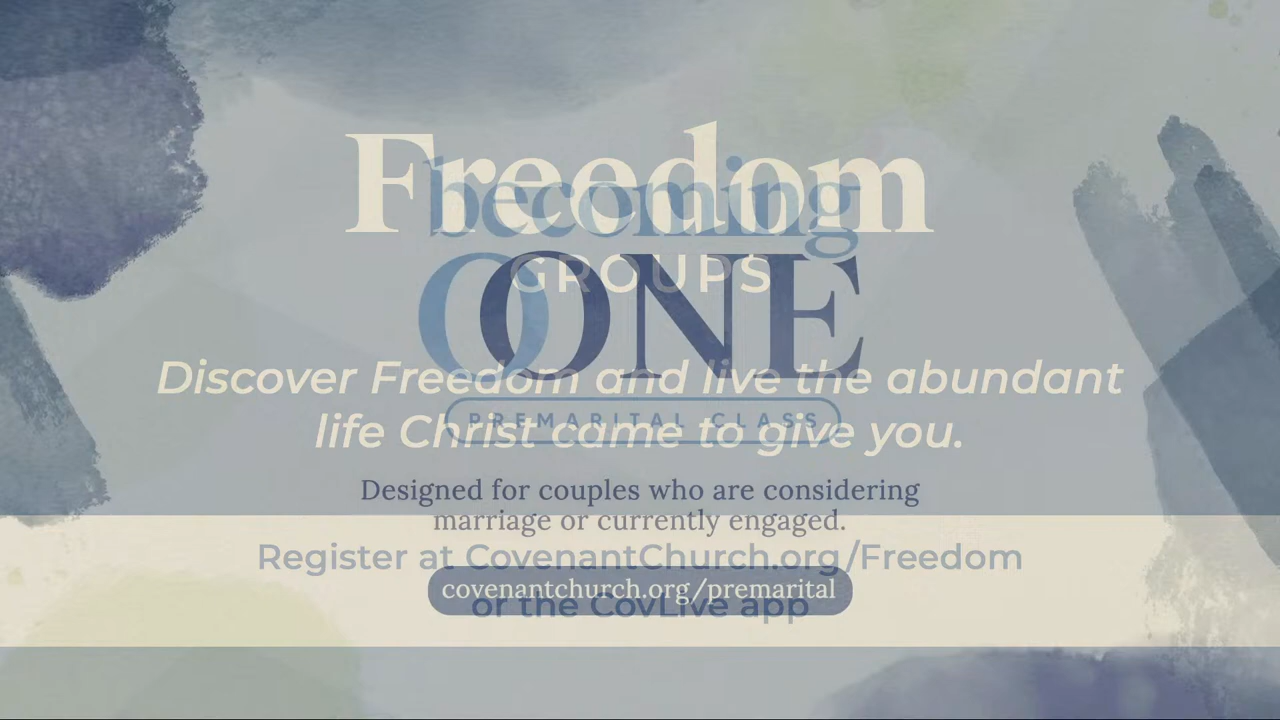 Freedom
GROUPS
Discover Freedom and live the abundant
life Christ came to give you.
Register at CovenantChurch.org/Freedom
or the CovLive app
becoming
ONE
PREMARITAL CLASS
Designed for couples who are considering
marriage or currently engaged.
covenantchurch.org/premarital